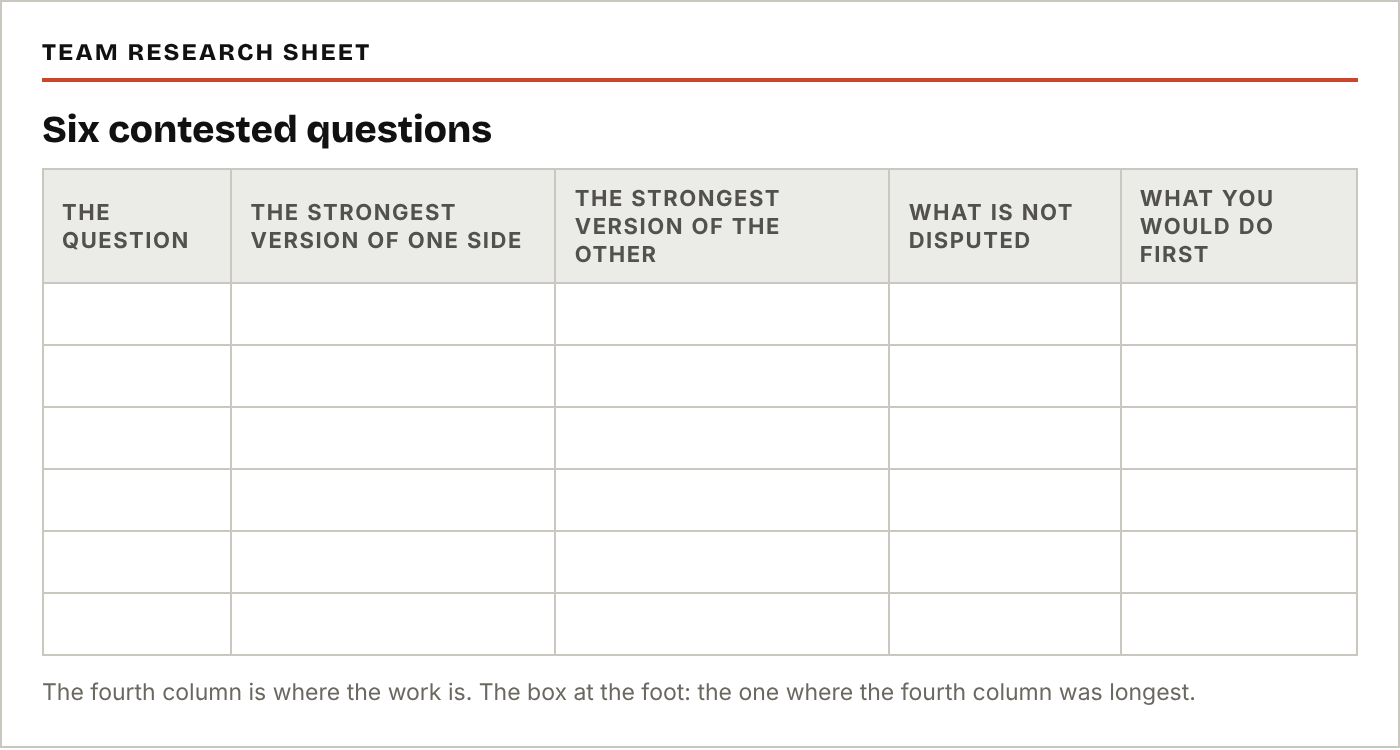 TEAM RESEARCH SHEET
Six contested questions
THE
QUESTION
THE STRONGEST
VERSION OF ONE SIDE
THE STRONGEST
VERSION OF THE
OTHER
WHAT IS NOT
DISPUTED
WHAT YOU
WOULD DO
FIRST
The fourth column is where the work is. The box at the foot: the one where the fourth column was longest.